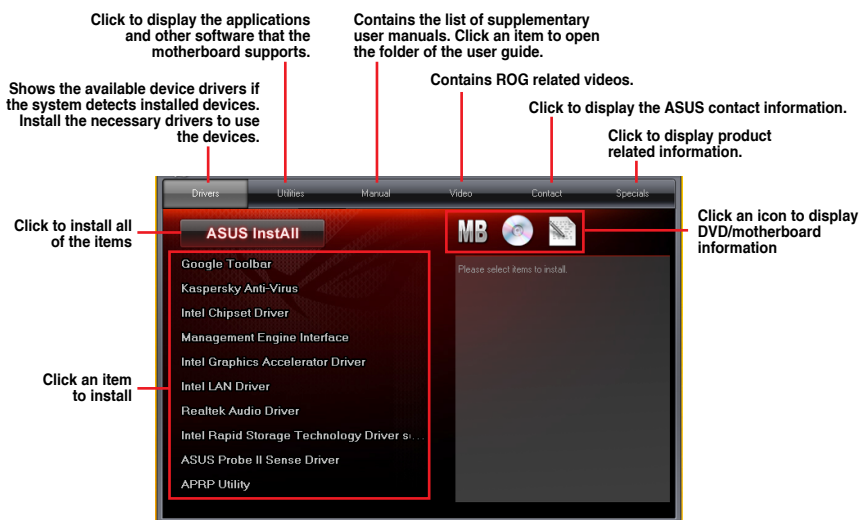 Click to display the applications
and other software that the
motherboard supports.
Contains the list of supplementary
user manuals. Click an item to open
the folder of the user guide.
Contains ROG related videos.
Shows the available device drivers if
the system detects installed devices.
Install the necessary drivers to use
the devices.
Click to display the ASUS contact information.
Click to display product
related information.
Drivers
Utilities
Manual
Video
Contact
Specials
Click to install all
of the items
ASUS InstAll
MB
Click an icon to display
DVD/motherboard
information
Google Toolbar
Kaspersky Anti-Virus
Intel Chipset Driver
Management Engine Interface
Intel Graphics Accelerator Driver
Intel LAN Driver
Realtek Audio Driver
Intel Rapid Storage Technology Driver s...
ASUS Probe II Sense Driver
APRP Utility
Please select items to install.
Click an item
to install